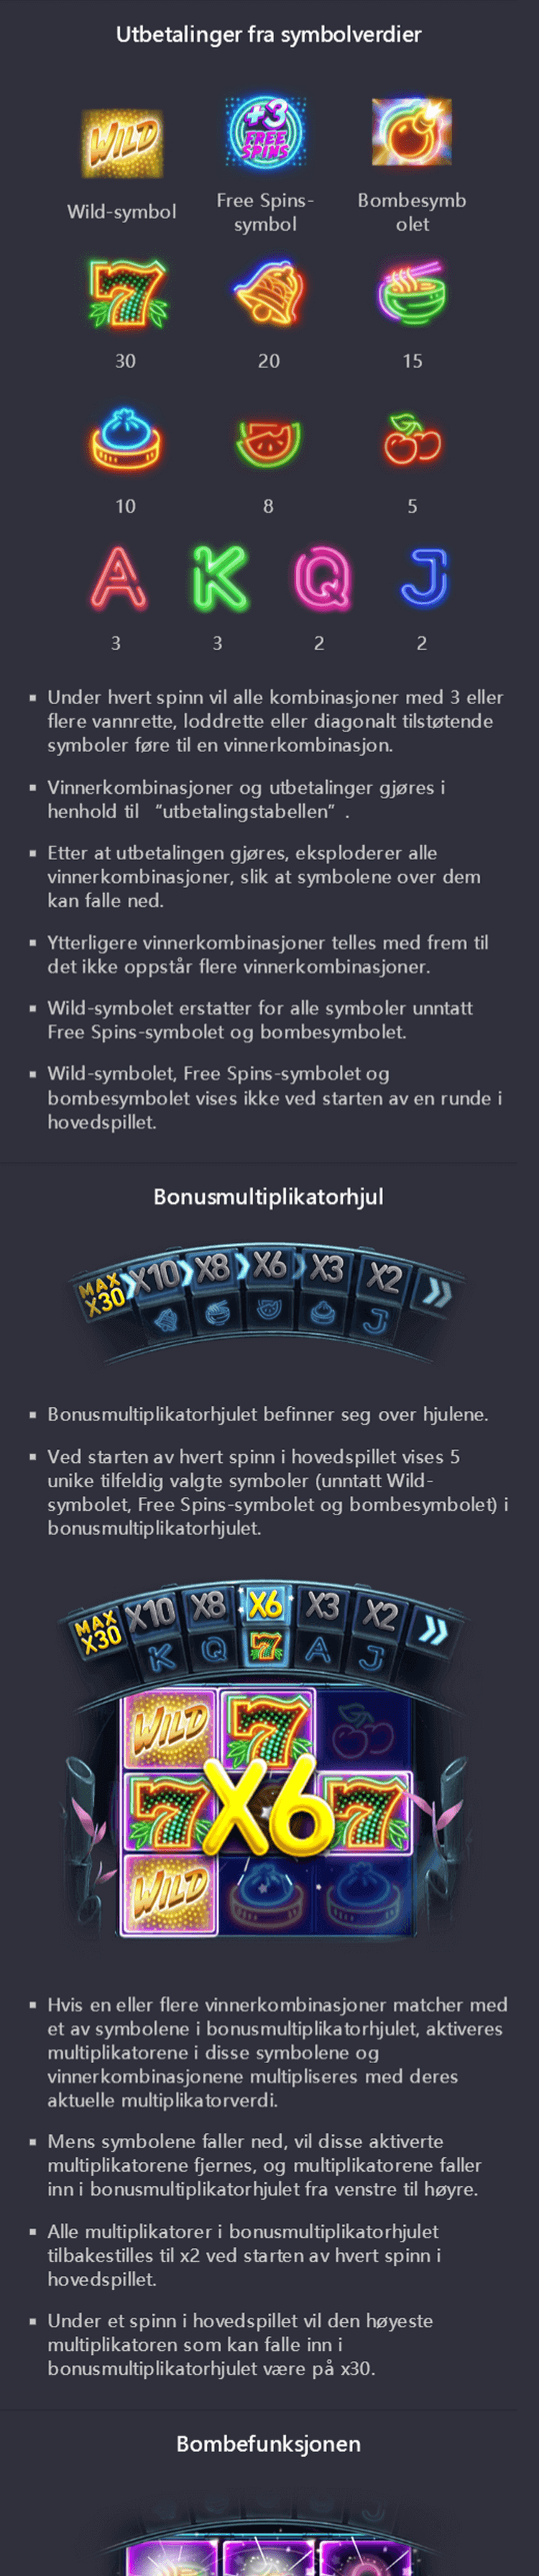 Utbetalinger fra symbolverdier
WILD
+3
FREE
SPINS
Wild-symbol
Free Spins-
symbol
Bombesymb
olet
7
30
20
15
10
8
5
A K Q J
3 3 2 2
▪ Under hvert spinn vil alle kombinasjoner med 3 eller
flere vannrette, loddrette eller diagonalt tilstøtende
symboler føre til en vinnerkombinasjon.
▪ Vinnerkombinasjoner og utbetalinger gjøres i
henhold til “utbetalingstabellen” .
▪ Etter at utbetalingen gjøres, eksploderer alle
vinnerkombinasjoner, slik at symbolene over dem
kan falle ned.
▪ Ytterligere vinnerkombinasjoner telles med frem til
det ikke oppstår flere vinnerkombinasjoner.
▪ Wild-symbolet erstatter for alle symboler unntatt
Free Spins-symbolet og bombesymbolet.
▪ Wild-symbolet, Free Spins-symbolet og
bombesymbolet vises ikke ved starten av en runde i
hovedspillet.
Bonusmultiplikatorhjul
MAX
X30
X10 X8 X6 X3 X2
J
▪ Bonusmultiplikatorhjulet befinner seg over hjulene.
▪ Ved starten av hvert spinn i hovedspillet vises 5
unike tilfeldig valgte symboler (unntatt Wild-
symbolet, Free Spins-symbolet og bombesymbolet) i
bonusmultiplikatorhjulet.
MAX
X30
X10 X8 X6 X3 X2
K Q 7 A J
WILD 7
7 X6 7
WILD
▪ Hvis en eller flere vinnerkombinasjoner matcher med
et av symbolene i bonusmultiplikatorhjulet, aktiveres
multiplikatorene i disse symbolene og
vinnerkombinasjonene multipliseres med deres
aktuelle multiplikatorverdi.
▪ Mens symbolene faller ned, vil disse aktiverte
multiplikatorene fjernes, og multiplikatorene faller
inn i bonusmultiplikatorhjulet fra venstre til høyre.
▪ Alle multiplikatorer i bonusmultiplikatorhjulet
tilbakestilles til x2 ved starten av hvert spinn i
hovedspillet.
▪ Under et spinn i hovedspillet vil den høyeste
multiplikatoren som kan falle inn i
bonusmultiplikatorhjulet være på x30.
Bombefunksjonen